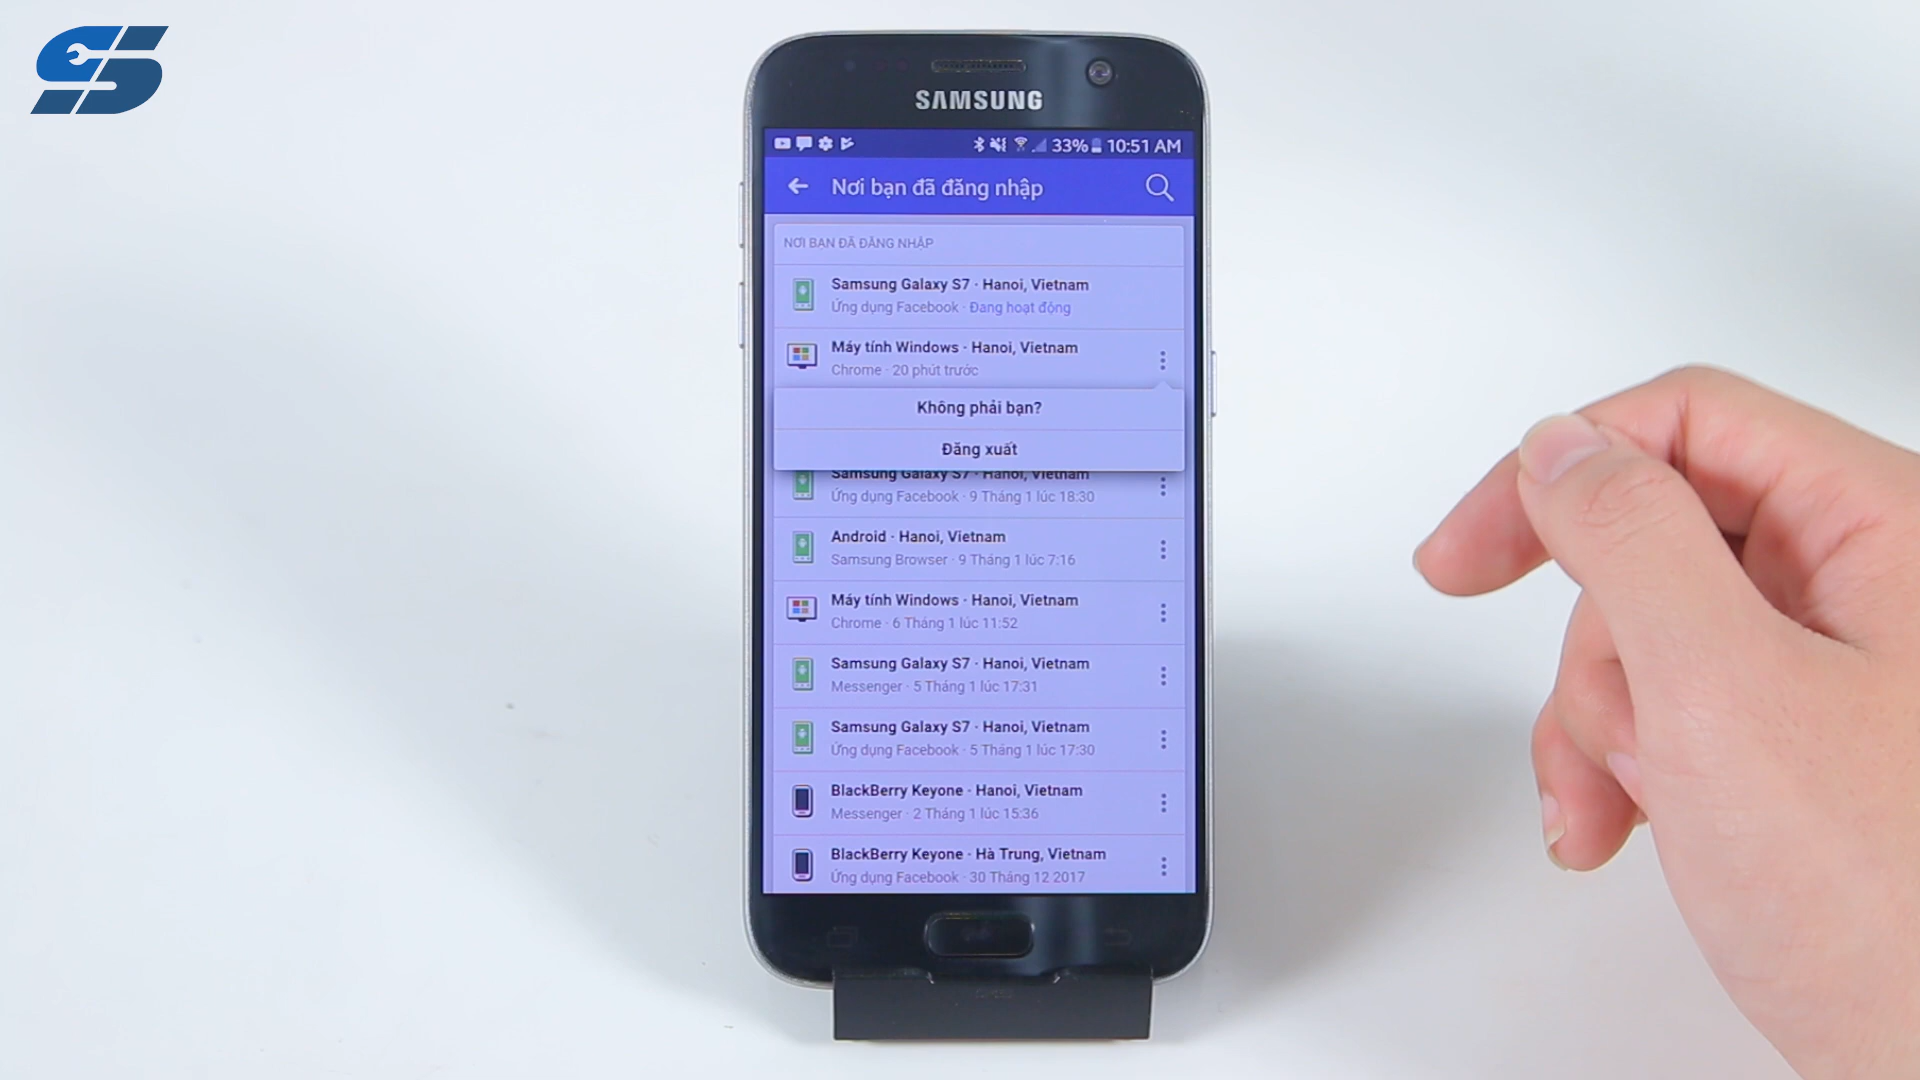 SAMSUNG
33% 10:51 AM
Nơi bạn đã đăng nhập
NƠI BẠN ĐÃ ĐĂNG NHẬP
Samsung Galaxy S7 · Hanoi, Vietnam
Ứng dụng Facebook · Đang hoạt động
Máy tính Windows · Hanoi, Vietnam
Chrome · 20 phút trước
Không phải bạn?
Đăng xuất
Samsung Galaxy S7 · Hanoi, Vietnam
Ứng dụng Facebook · 9 Tháng 1 lúc 18:30
Android · Hanoi, Vietnam
Samsung Browser · 9 Tháng 1 lúc 7:16
Máy tính Windows · Hanoi, Vietnam
Chrome · 6 Tháng 1 lúc 11:52
Samsung Galaxy S7 · Hanoi, Vietnam
Messenger · 5 Tháng 1 lúc 17:31
Samsung Galaxy S7 · Hanoi, Vietnam
Ứng dụng Facebook · 5 Tháng 1 lúc 17:30
BlackBerry Keyone · Hanoi, Vietnam
Messenger · 2 Tháng 1 lúc 15:36
BlackBerry Keyone · Hà Trung, Vietnam
Ứng dụng Facebook · 30 Tháng 12 2017